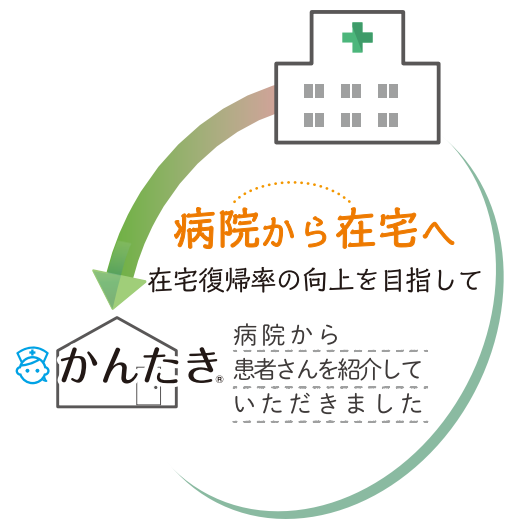 病院から在宅へ
在宅復帰率の向上を目指して
かんたき®
病院から
患者さんを紹介して
いただきました